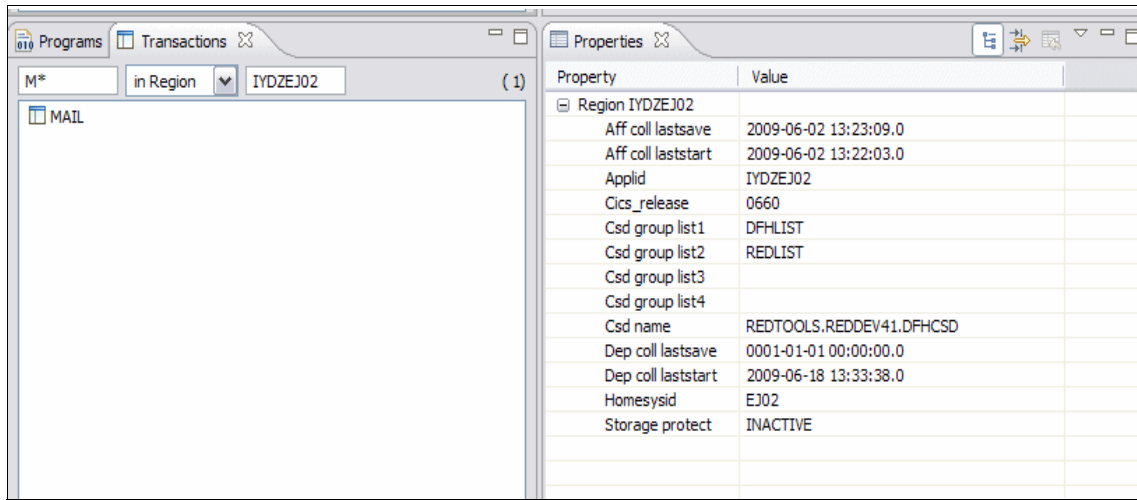 Programs Transactions
M* in Region IYDZEJ02 (1)
MAIL
Properties
Property Value
Region IYDZEJ02
Aff coll lastsave 2009-06-02 13:23:09.0
Aff coll laststart 2009-06-02 13:22:03.0
Applid IYDZEJ02
Cics_release 0660
Csd group list1 DFHLIST
Csd group list2 REDLIST
Csd group list3
Csd group list4
Csd name REDTOOLS.REDDEV41.DFHCSD
Dep coll lastsave 0001-01-01 00:00:00.0
Dep coll laststart 2009-06-18 13:33:38.0
Homesysid EJ02
Storage protect INACTIVE